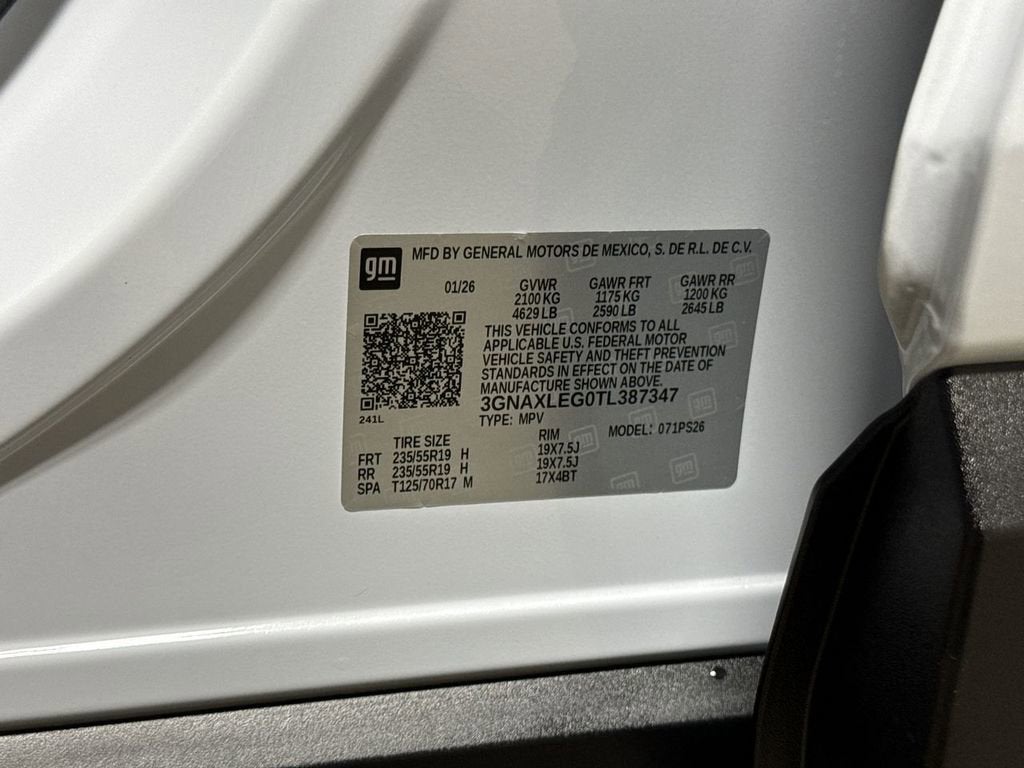 gm MFD BY GENERAL MOTORS DE MEXICO, S. DE R.L. DE C.V.
01/26 GVWR GAWR FRT GAWR RR
2100 KG 1175 KG 1200 KG
4629 LB 2590 LB 2645 LB
THIS VEHICLE CONFORMS TO ALL
APPLICABLE U.S. FEDERAL MOTOR
VEHICLE SAFETY AND THEFT PREVENTION
STANDARDS IN EFFECT ON THE DATE OF
MANUFACTURE SHOWN ABOVE.
3GNAXLEG0TL387347
241L
TYPE: MPV MODEL: 071PS26
TIRE SIZE RIM
FRT 235/55R19 H 19X7.5J
RR 235/55R19 H 19X7.5J
SPA T125/70R17 M 17X4BT